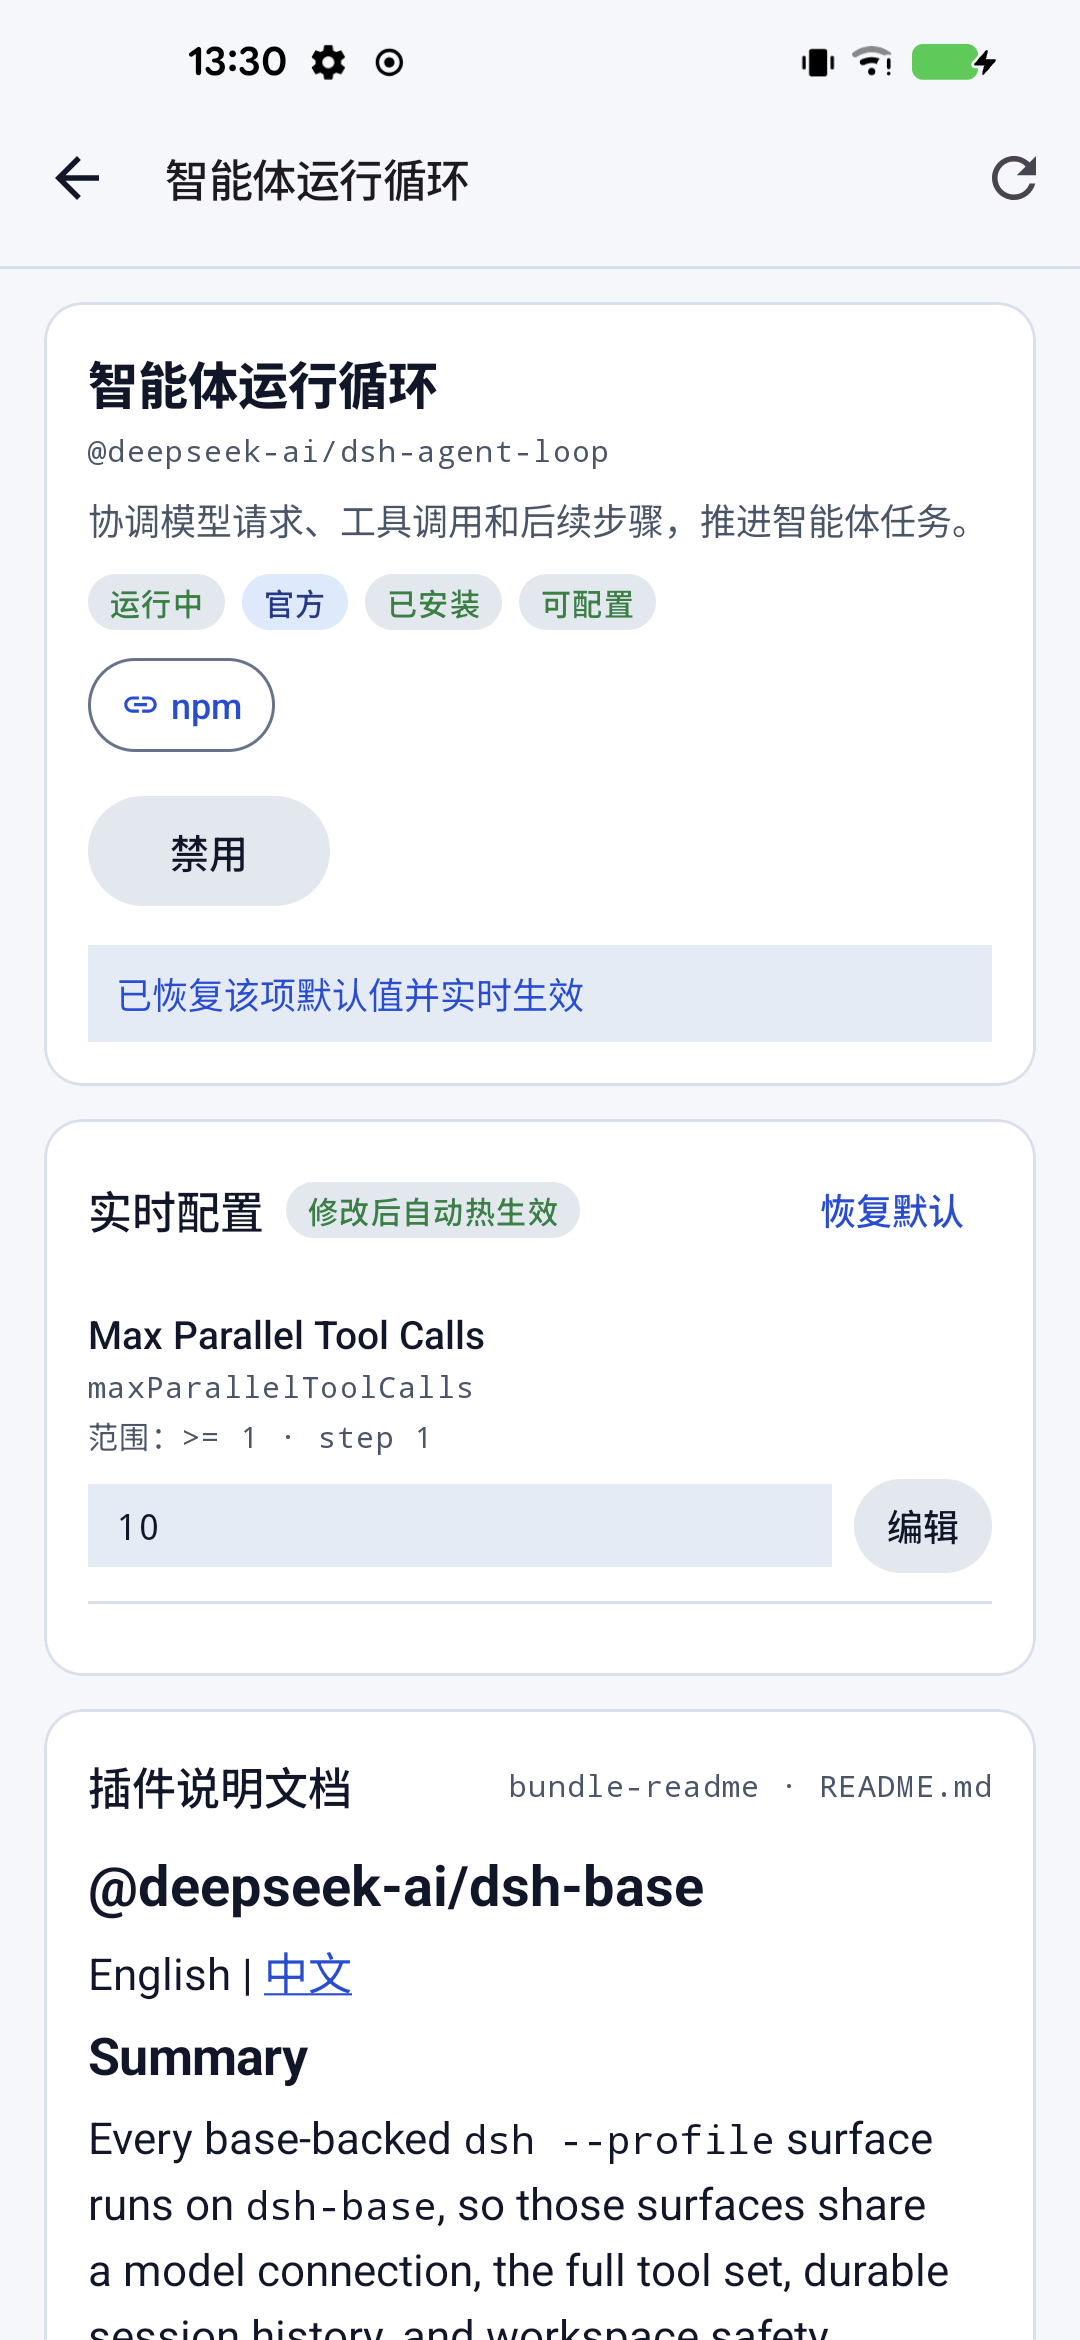 13:30
智能体运行循环
智能体运行循环
@deepseek-ai/dsh-agent-loop
协调模型请求、工具调用和后续步骤，推进智能体任务。
运行中 官方 已安装 可配置
npm
禁用
已恢复该项默认值并实时生效
实时配置 修改后自动热生效 恢复默认
Max Parallel Tool Calls
maxParallelToolCalls
范围：>= 1 · step 1
10 编辑
插件说明文档 bundle-readme · README.md
@deepseek-ai/dsh-base
English | 中文
Summary
Every base-backed dsh --profile surface
runs on dsh-base, so those surfaces share
a model connection, the full tool set, durable
session history, and workspace safety